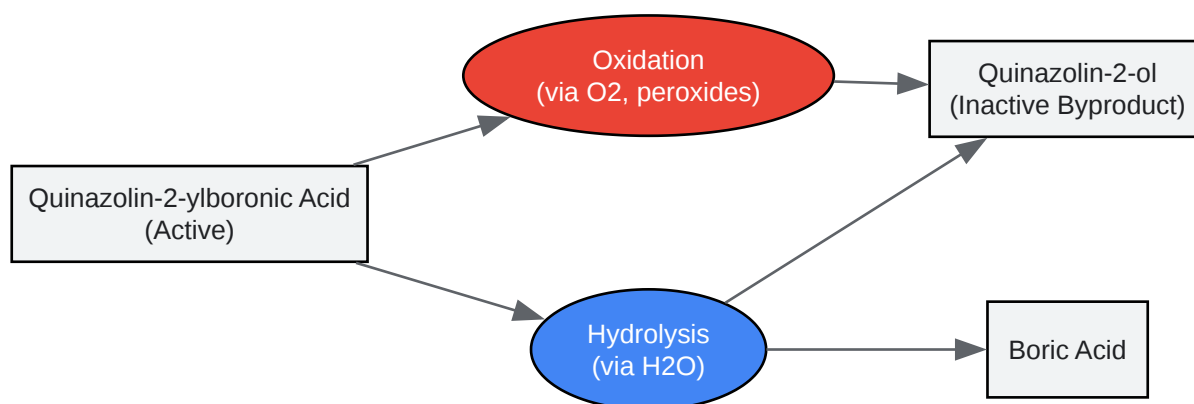 Oxidation
(via O2, peroxides)
Quinazolin-2-ol
(Inactive Byproduct)
Quinazolin-2-ylboronic Acid
(Active)
Hydrolysis
(via H2O)
Boric Acid